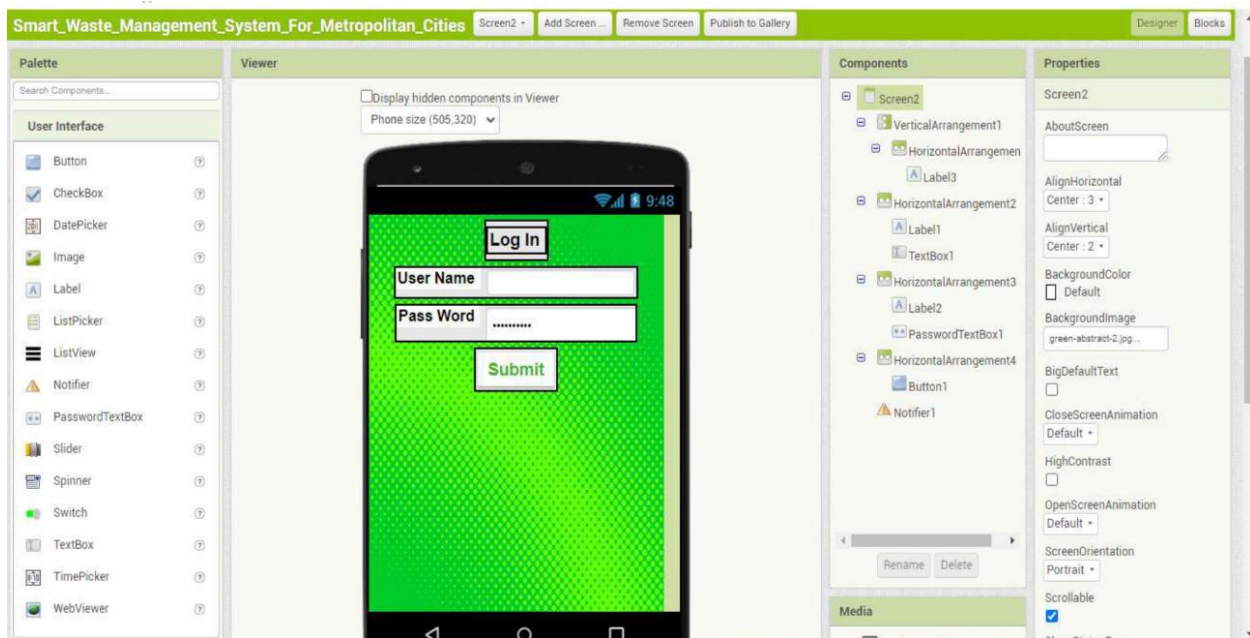 Smart_Waste_Management_System_For_Metropolitan_Cities Screen2 Add Screen ... Remove Screen Publish to Gallery Designer Blocks
Palette
Search Components...
User Interface
Button
CheckBox
DatePicker
Image
Label
ListPicker
ListView
Notifier
PasswordTextBox
Slider
Spinner
Switch
TextBox
TimePicker
WebViewer
Viewer
Display hidden components in Viewer
Phone size (505,320)
9:48
Log In
User Name
Pass Word
Submit
Components
Screen2
VerticalArrangement1
HorizontalArrangemen
Label3
HorizontalArrangement2
Label1
TextBox1
HorizontalArrangement3
Label2
PasswordTextBox1
HorizontalArrangement4
Button1
Notifier1
Rename Delete
Media
Properties
Screen2
AboutScreen
AlignHorizontal
Center : 3
AlignVertical
Center : 2
BackgroundColor
Default
BackgroundImage
green-abstract-2.jpg...
BigDefaultText
CloseScreenAnimation
Default
HighContrast
OpenScreenAnimation
Default
ScreenOrientation
Portrait
Scrollable